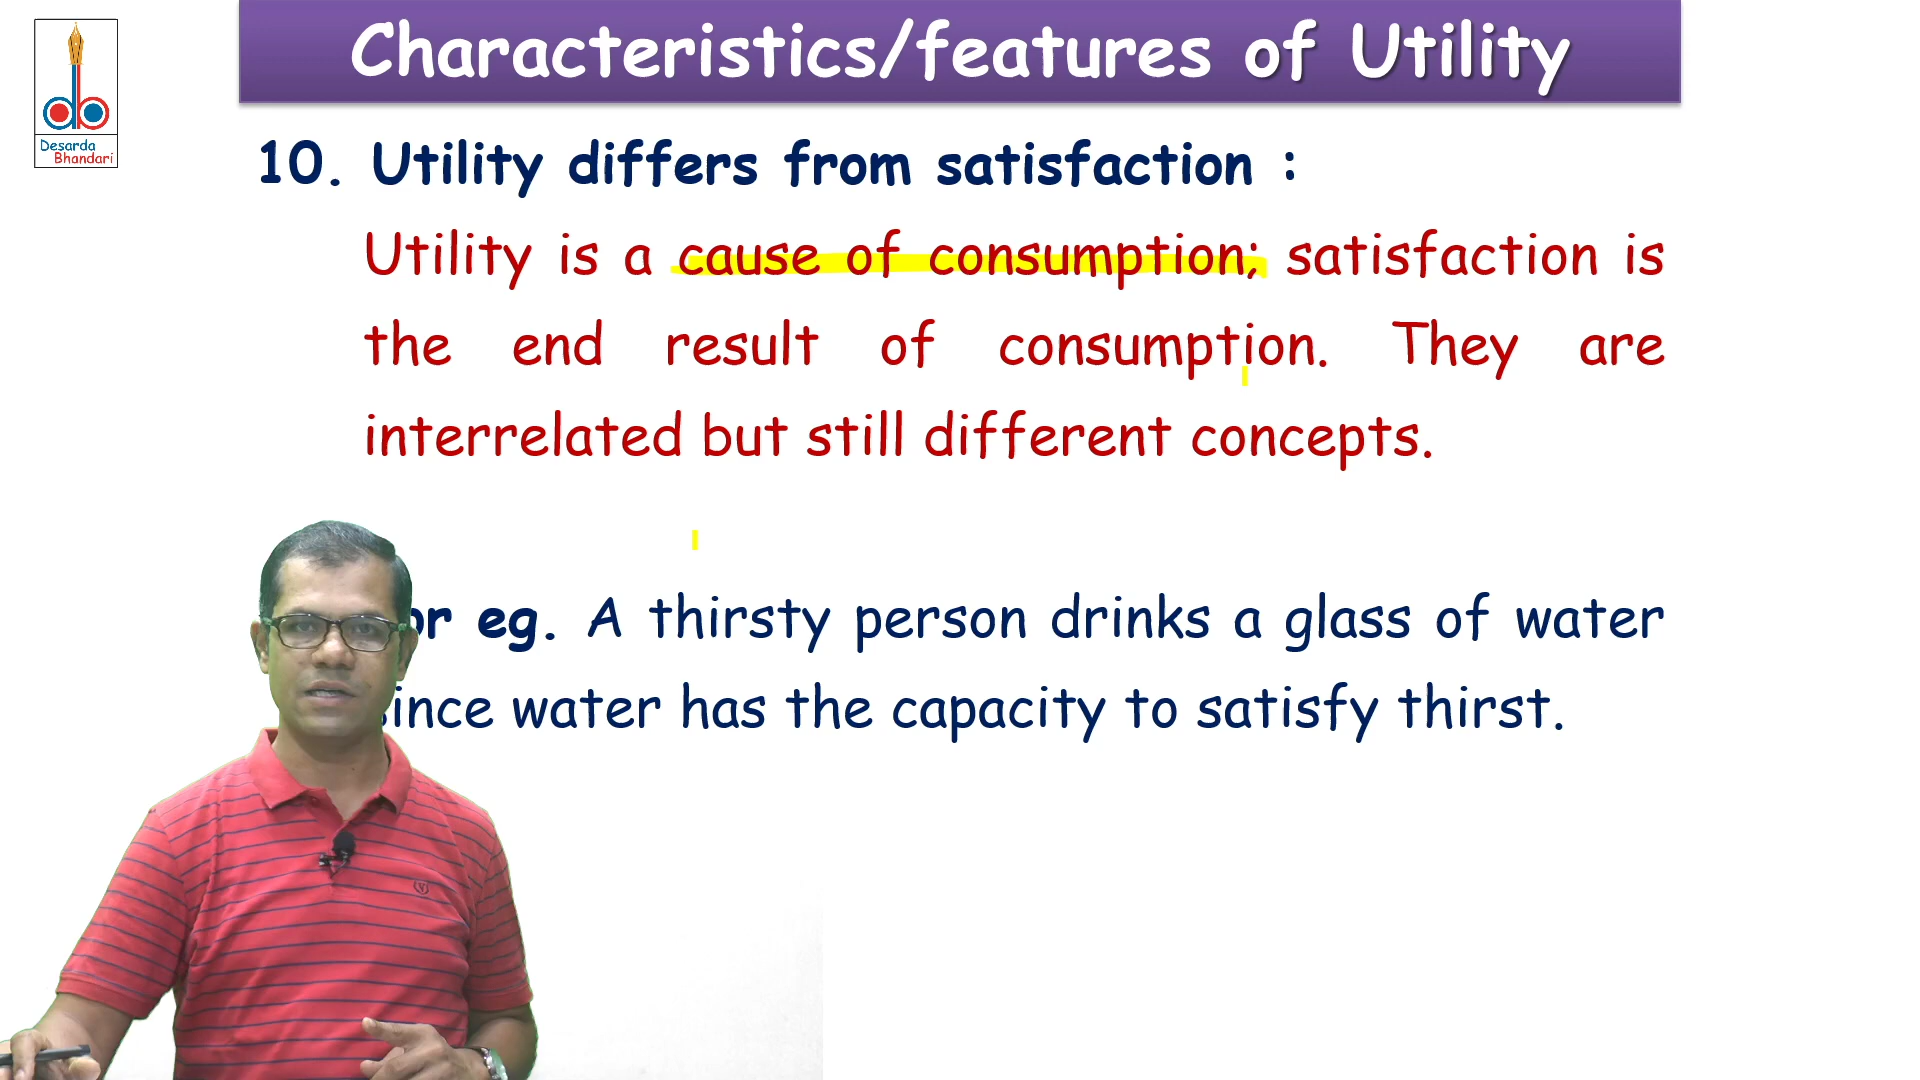 Characteristics/features of Utility
Desarda
Bhandari
10. Utility differs from satisfaction :
Utility is a cause of consumption; satisfaction is
the end result of consumption. They are
interrelated but still different concepts.
eg. A thirsty person drinks a glass of water
since water has the capacity to satisfy thirst.